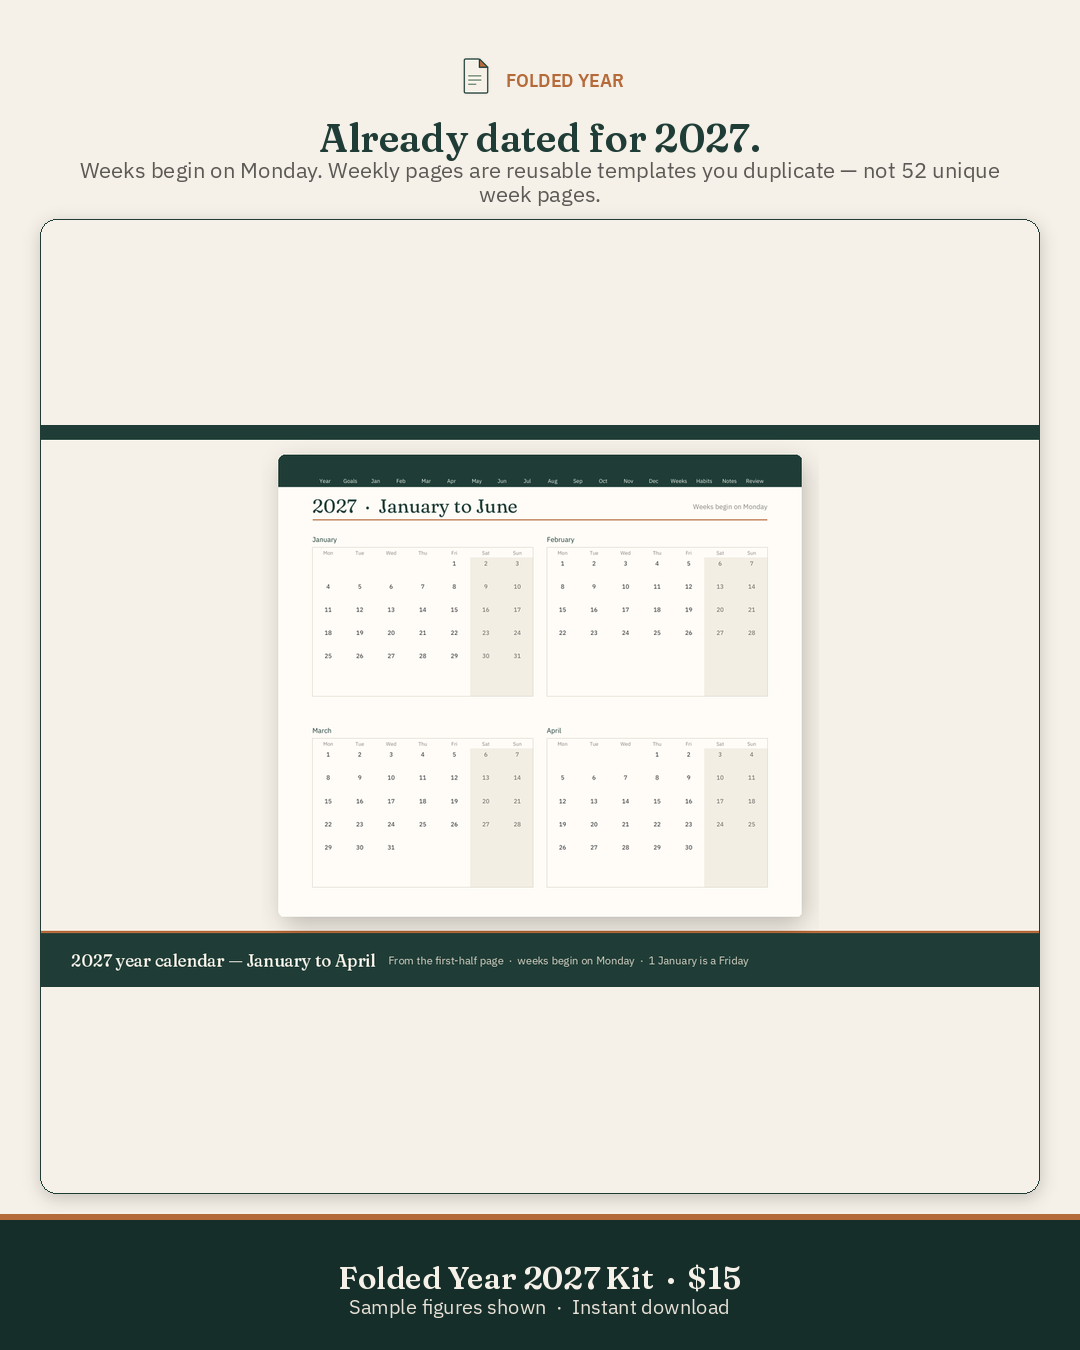 FOLDED YEAR
Already dated for 2027.
Weeks begin on Monday. Weekly pages are reusable templates you duplicate — not 52 unique
week pages.
Year Goals Jan Feb Mar Apr May Jun Jul Aug Sep Oct Nov Dec Weeks Habits Notes Review
2027 · January to June
Weeks begin on Monday
January
Mon Tue Wed Thu Fri Sat Sun
1 2 3
4 5 6 7 8 9 10
11 12 13 14 15 16 17
18 19 20 21 22 23 24
25 26 27 28 29 30 31
February
Mon Tue Wed Thu Fri Sat Sun
1 2 3 4 5 6 7
8 9 10 11 12 13 14
15 16 17 18 19 20 21
22 23 24 25 26 27 28
March
Mon Tue Wed Thu Fri Sat Sun
1 2 3 4 5 6 7
8 9 10 11 12 13 14
15 16 17 18 19 20 21
22 23 24 25 26 27 28
29 30 31
April
Mon Tue Wed Thu Fri Sat Sun
1 2 3 4
5 6 7 8 9 10 11
12 13 14 15 16 17 18
19 20 21 22 23 24 25
26 27 28 29 30
2027 year calendar — January to April
From the first-half page · weeks begin on Monday · 1 January is a Friday
Folded Year 2027 Kit · $15
Sample figures shown · Instant download